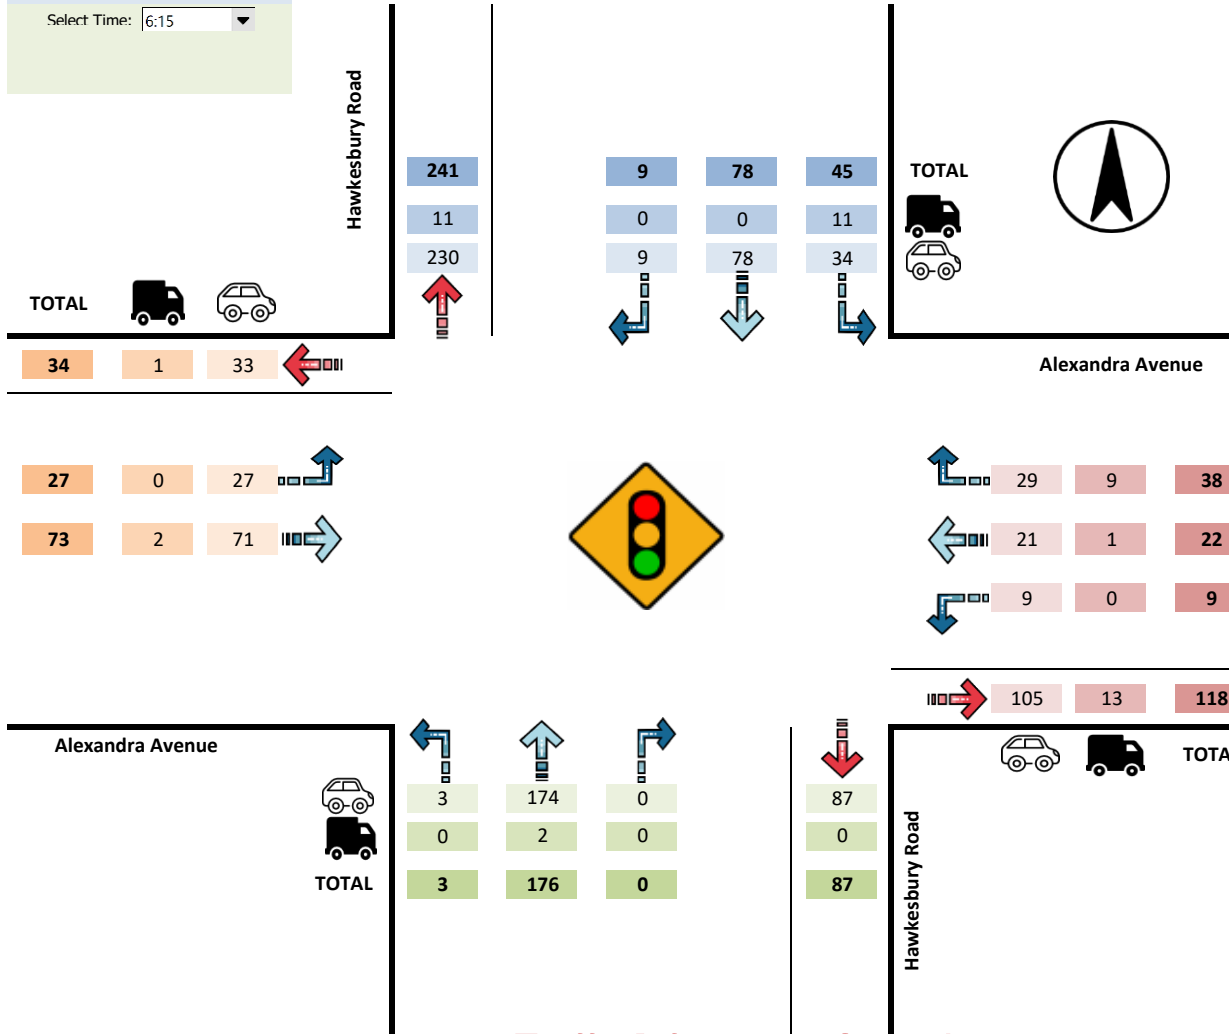 Select Time: 6:15
Hawkesbury Road
241 9 78 45 TOTAL
11 0 0 11
230 9 78 34
TOTAL
34 1 33
Alexandra Avenue
27 0 27
29 9 38
73 2 71
21 1 22
9 0 9
105 13 118
Alexandra Avenue
TOTA
3 174 0 87
0 2 0 0
TOTAL 3 176 0 87
Hawkesbury Road